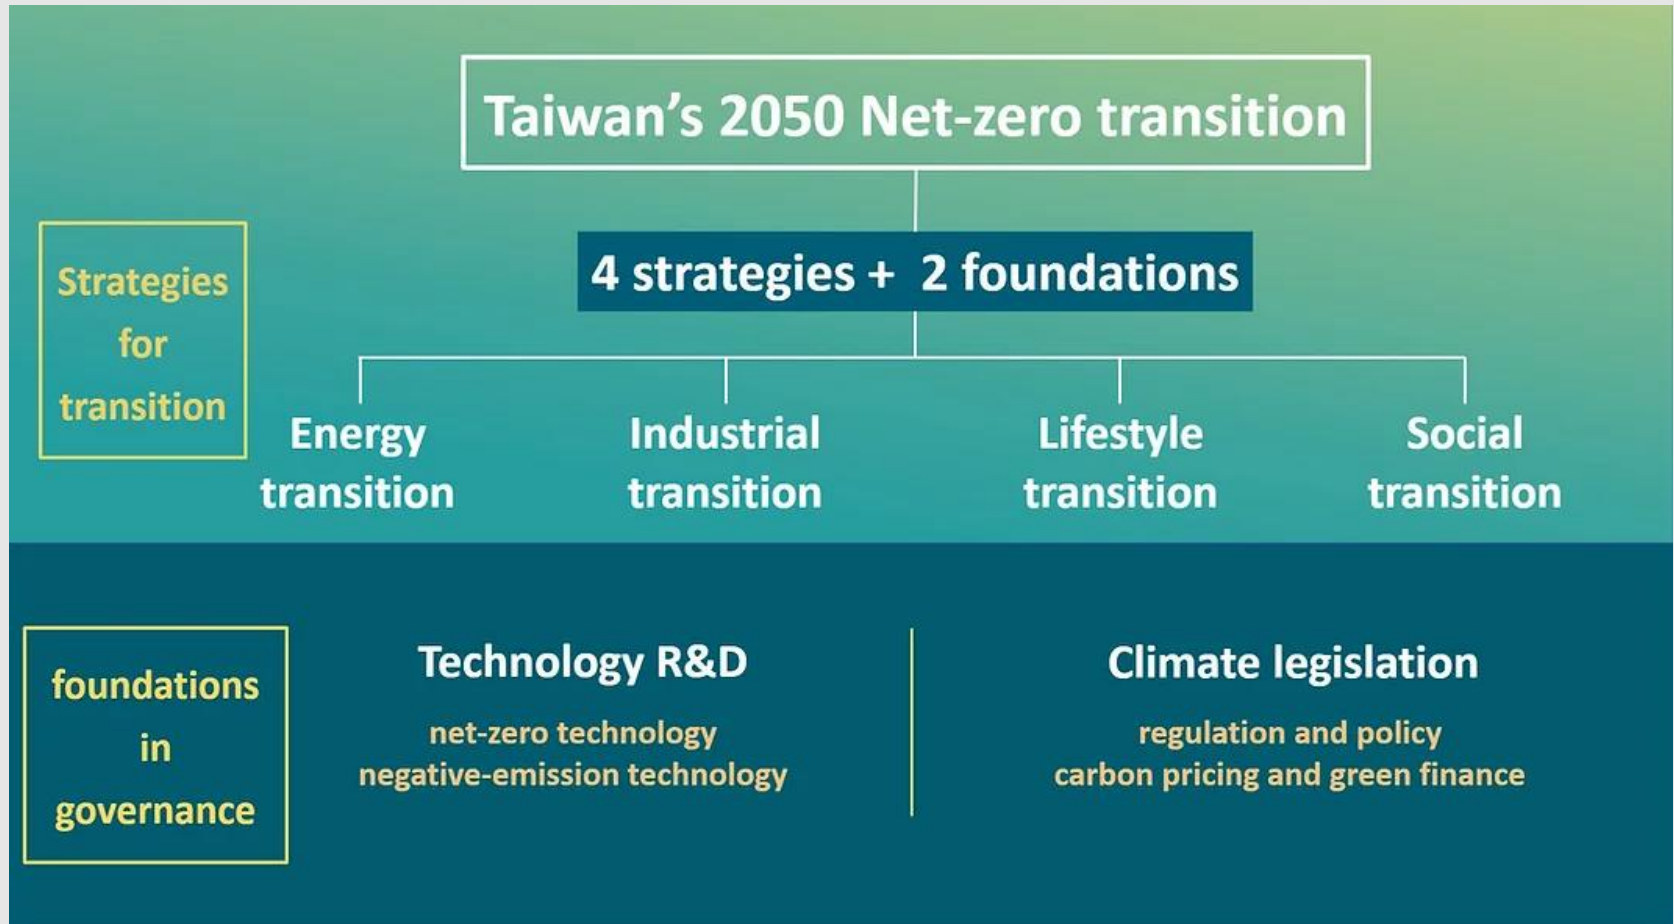 Taiwan's 2050 Net-zero transition
4 strategies + 2 foundations
Strategies
for
transition
Energy
transition
Industrial
transition
Lifestyle
transition
Social
transition
foundations
in
governance
Technology R&D
net-zero technology
negative-emission technology
Climate legislation
regulation and policy
carbon pricing and green finance